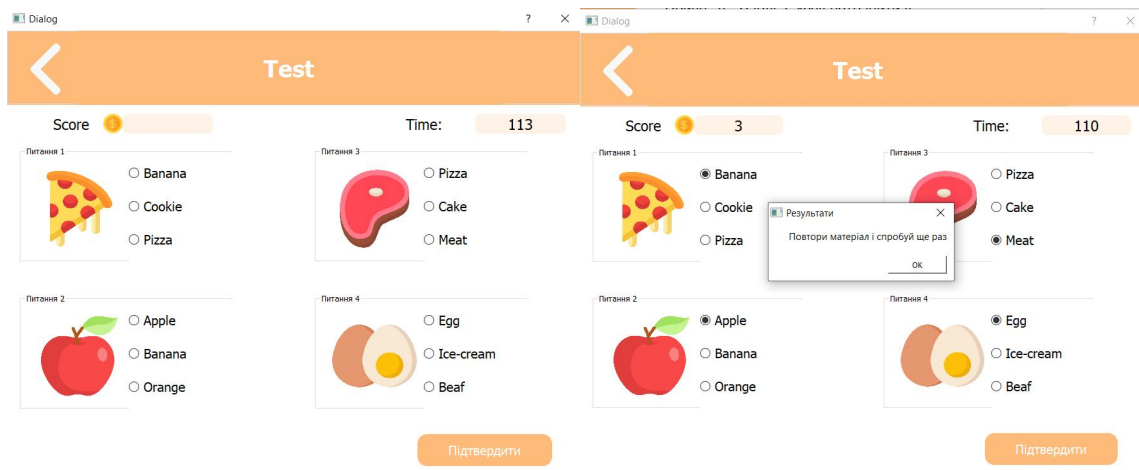 Dialog
?
Test
Score
Time: 113
Питання 1
Banana
Cookie
Pizza
Питання 3
Pizza
Cake
Meat
Питання 2
Apple
Banana
Orange
Питання 4
Egg
Ice-cream
Beaf
Підтвердити
Dialog
?
Test
Score 3
Time: 110
Питання 1
Banana
Cookie
Pizza
Питання 3
Pizza
Cake
Meat
Результати
Повтори матеріал і спробуй ще раз
OK
Питання 2
Apple
Banana
Orange
Питання 4
Egg
Ice-cream
Beaf
Підтвердити